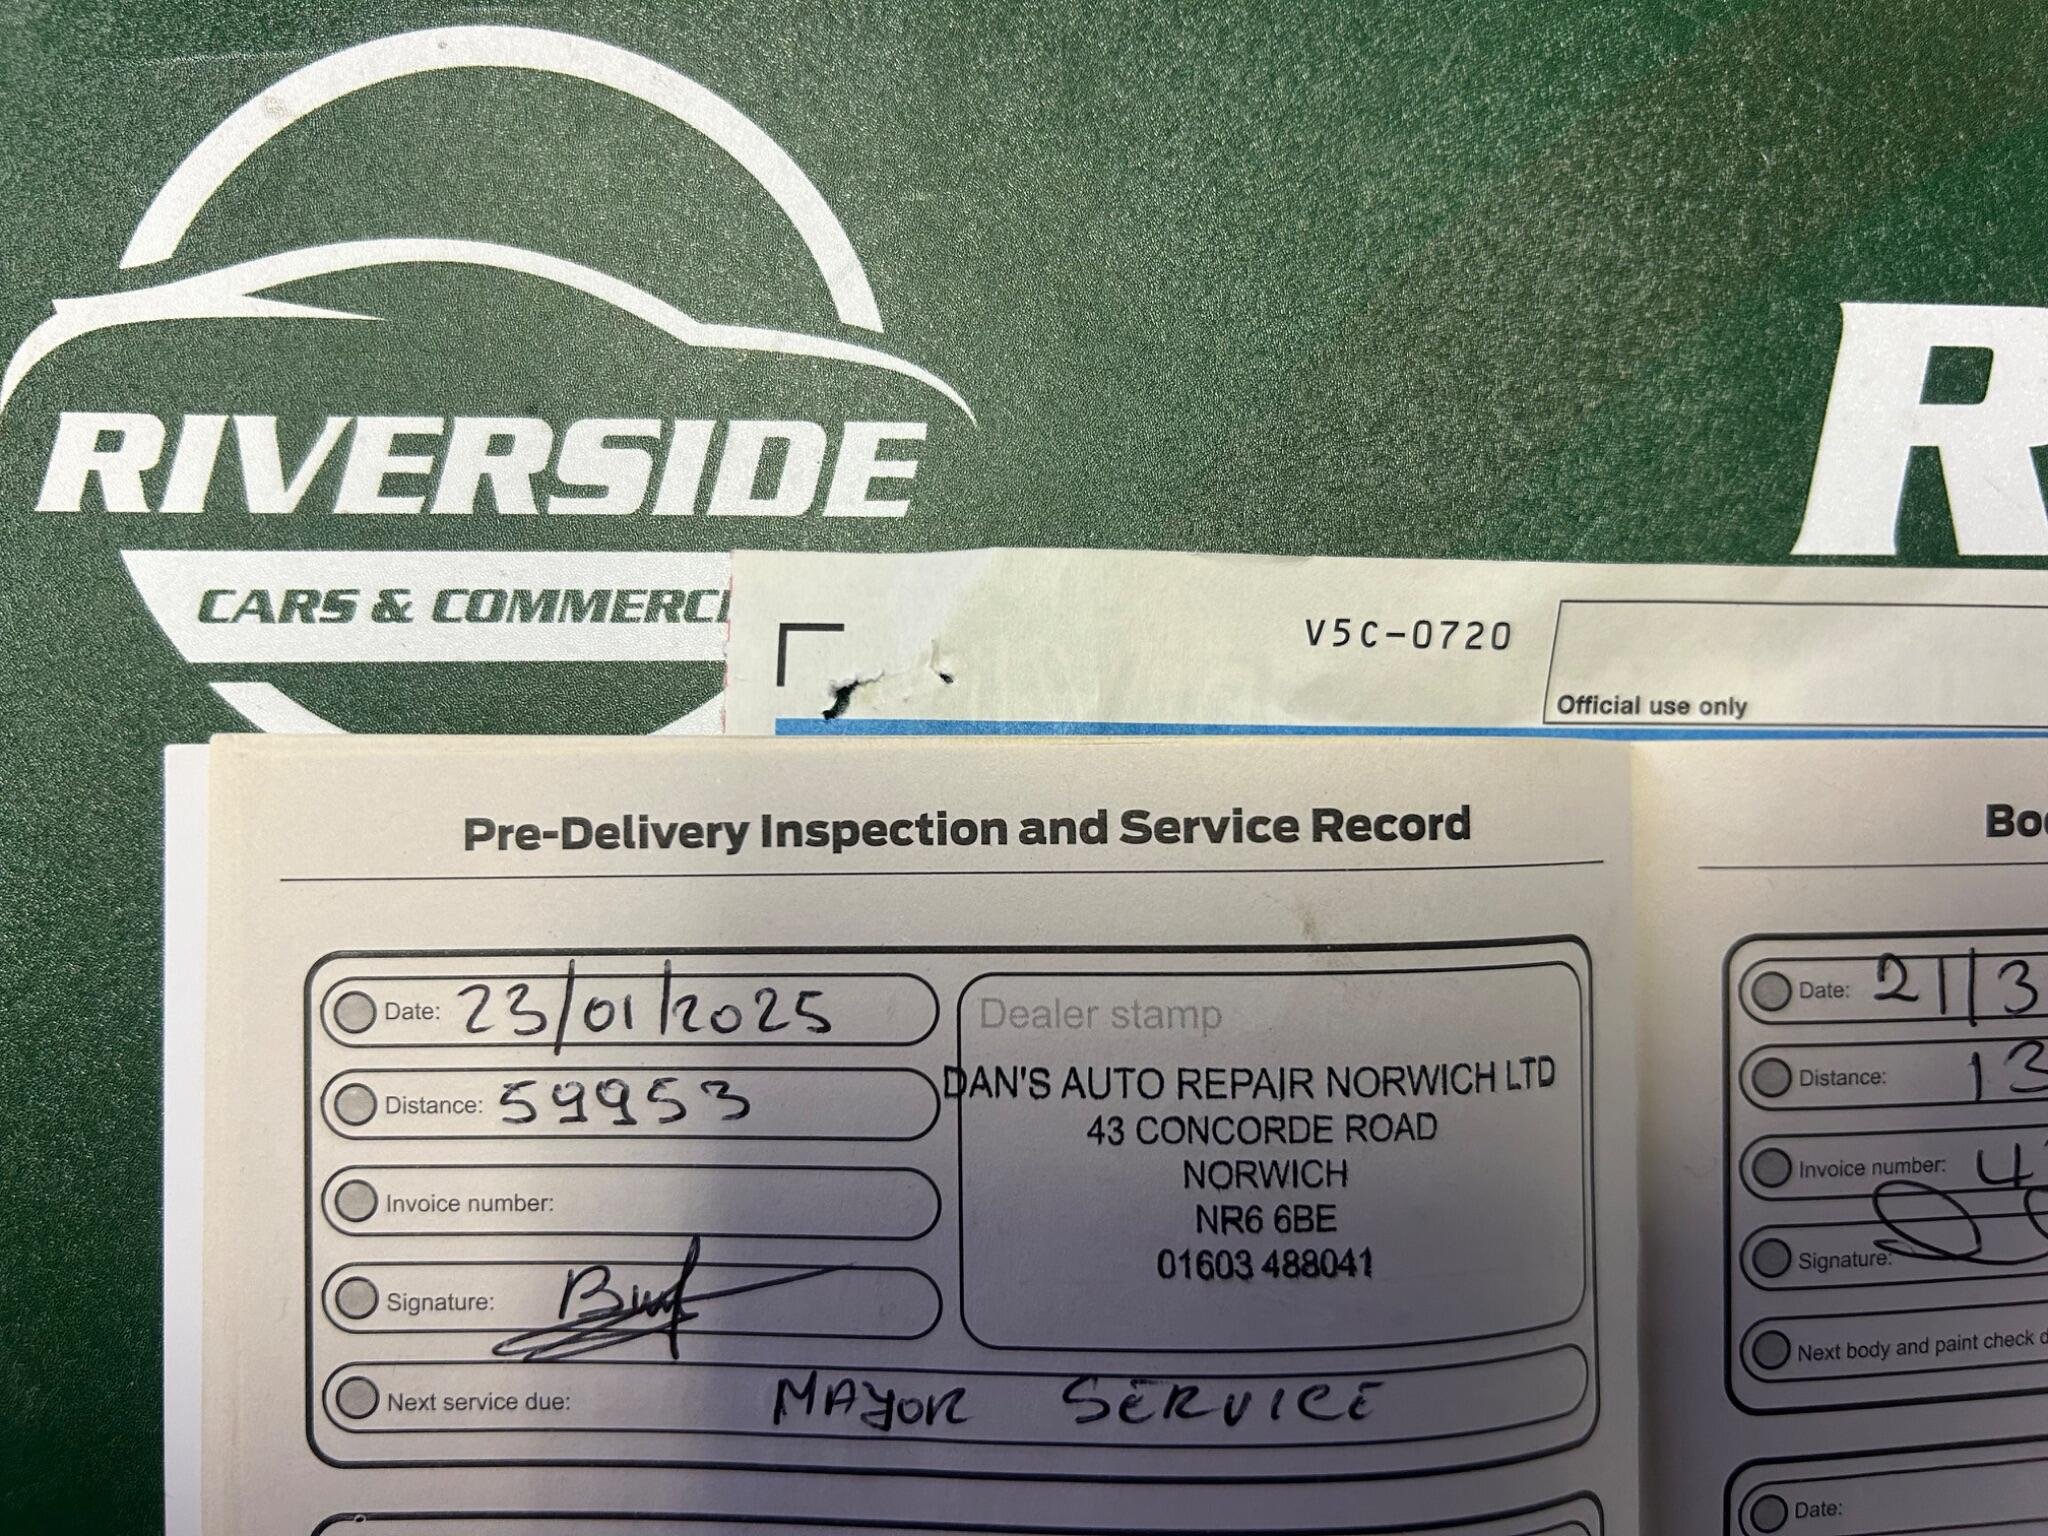 RIVERSIDE
CARS & COMMERCI
R
V5C-0720
Official use only
Pre-Delivery Inspection and Service Record
Date: 23/01/2025
Distance: 59953
Invoice number:
Signature:
Next service due: MAYOR SERVICE
Dealer stamp
DAN'S AUTO REPAIR NORWICH LTD
43 CONCORDE ROAD
NORWICH
NR6 6BE
01603 488041
Bo
Date: 21/3
Distance: 13
Invoice number: 4
Signature:
Next body and paint check d
Date: